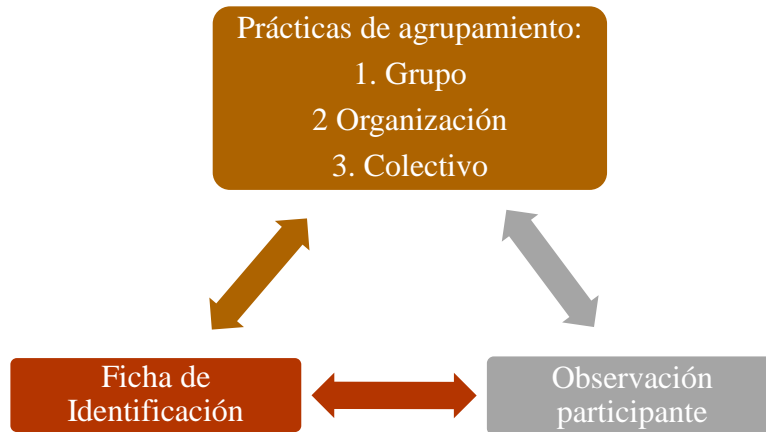 Prácticas de agrupamiento:
1. Grupo
2 Organización
3. Colectivo
Ficha de
Identificación
Observación
participante